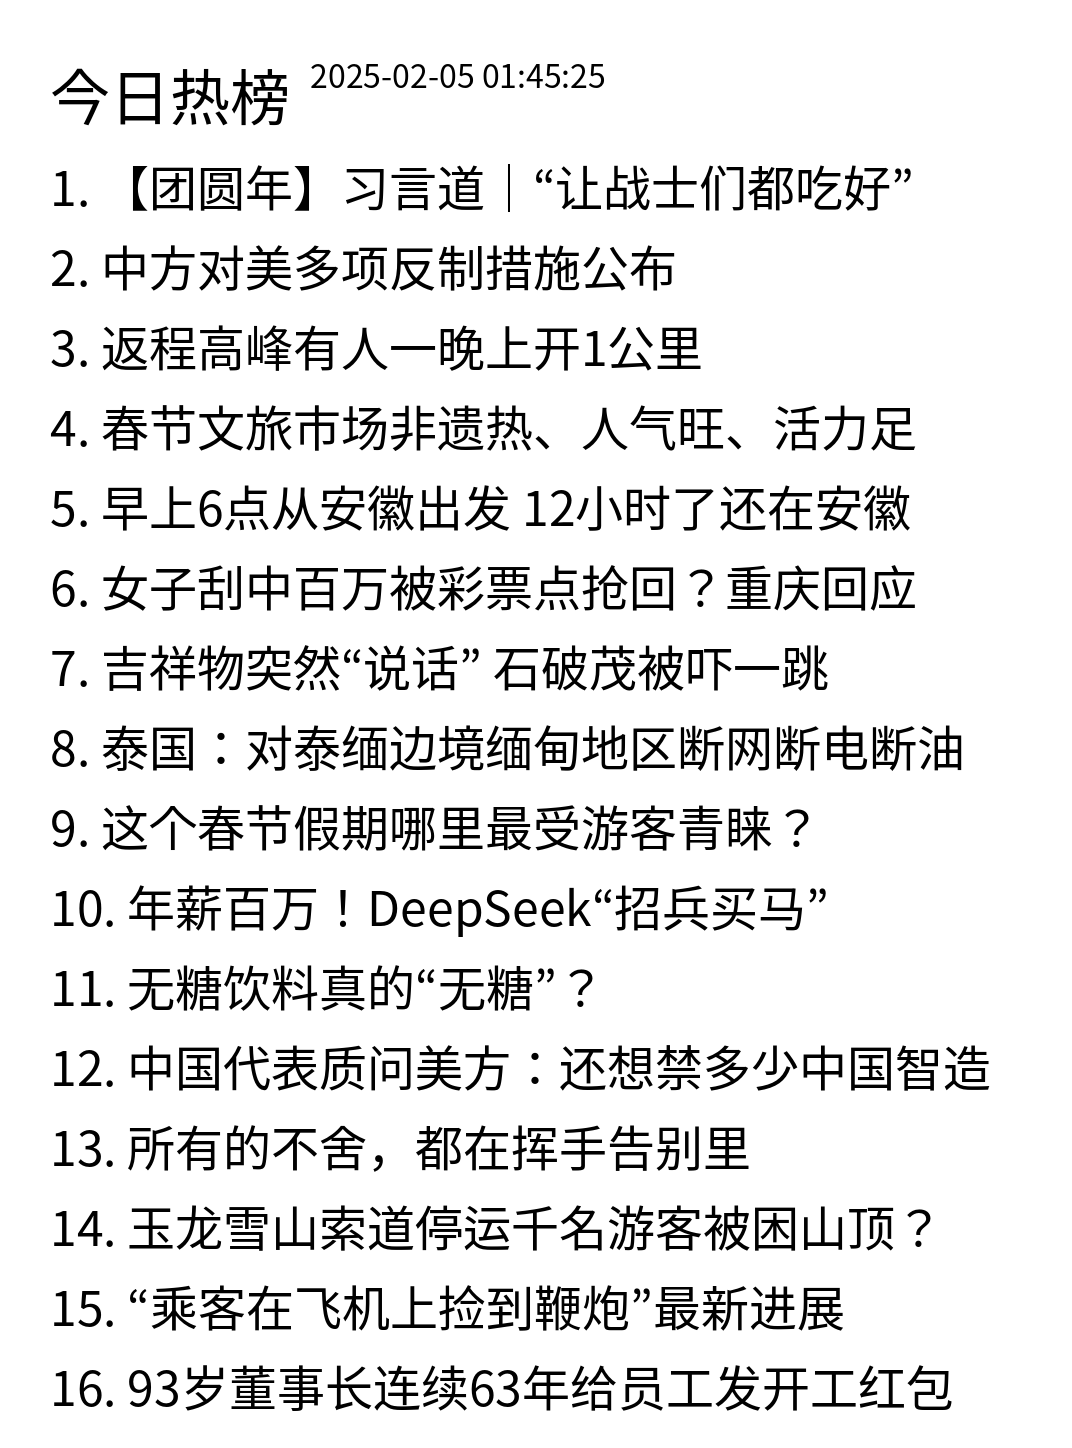 今日热榜 2025-02-05 01:45:25
1. 【团圆年】习言道｜“让战士们都吃好”
2. 中方对美多项反制措施公布
3. 返程高峰有人一晚上开1公里
4. 春节文旅市场非遗热、人气旺、活力足
5. 早上6点从安徽出发 12小时了还在安徽
6. 女子刮中百万被彩票点抢回？重庆回应
7. 吉祥物突然“说话” 石破茂被吓一跳
8. 泰国：对泰缅边境缅甸地区断网断电断油
9. 这个春节假期哪里最受游客青睐？
10. 年薪百万！DeepSeek“招兵买马”
11. 无糖饮料真的“无糖”？
12. 中国代表质问美方：还想禁多少中国智造
13. 所有的不舍，都在挥手告别里
14. 玉龙雪山索道停运千名游客被困山顶？
15. “乘客在飞机上捡到鞭炮”最新进展
16. 93岁董事长连续63年给员工发开工红包